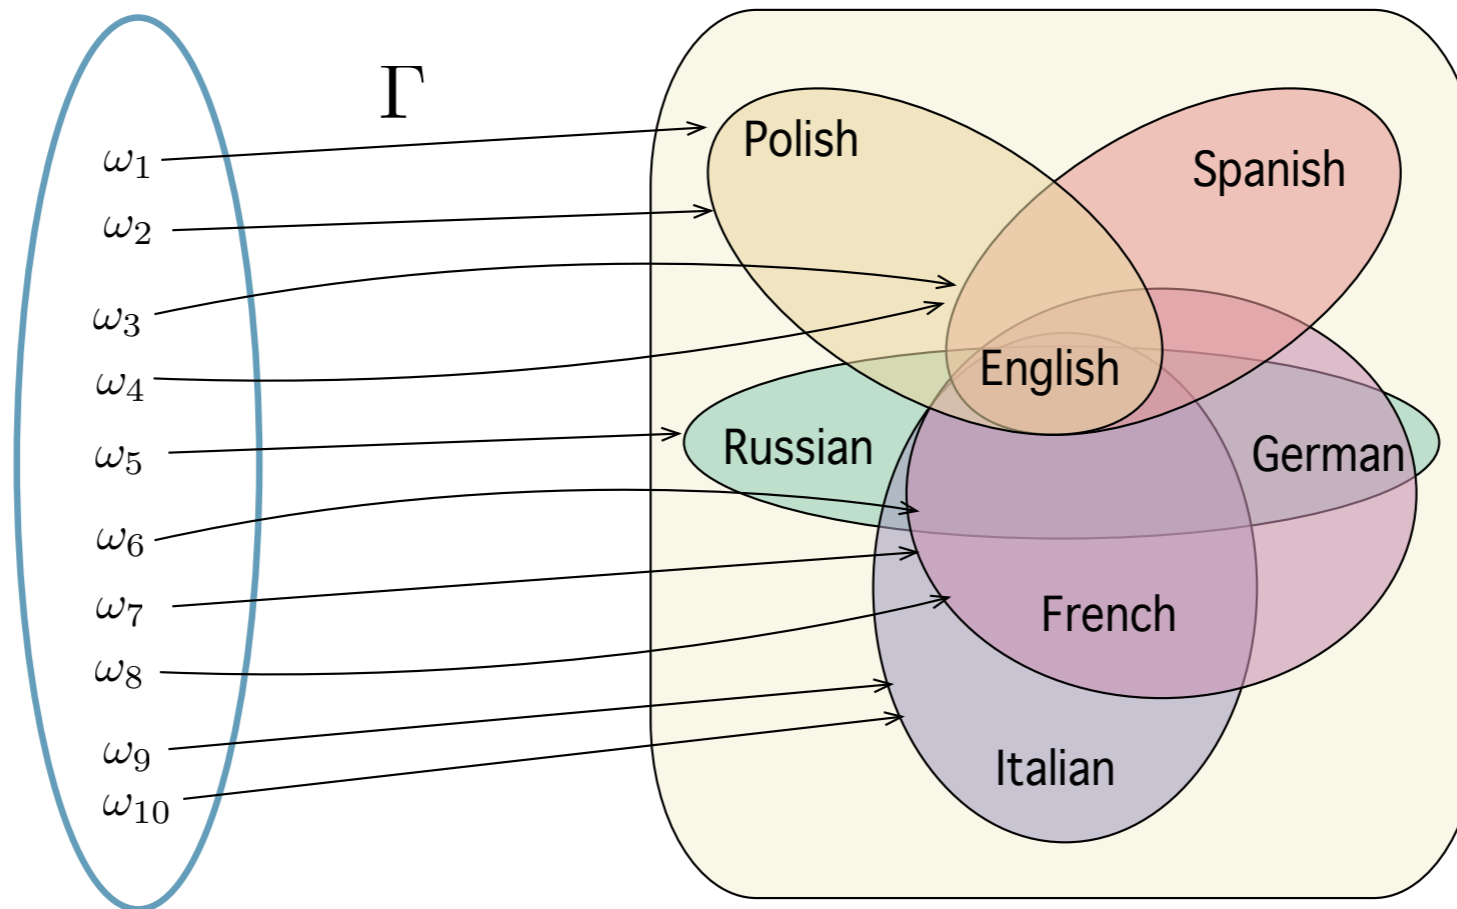 Γ
ω1
ω2
ω3
ω4
ω5
ω6
ω7
ω8
ω9
ω10
Polish
Spanish
English
Russian
German
French
Italian